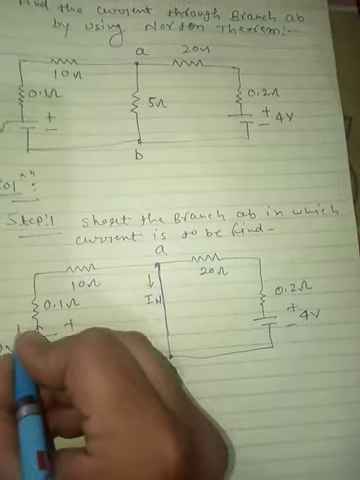 Find the current through Branch ab
by using Norton Theorem:-
a
20Ω
10Ω
0.1Ω
5Ω
0.2Ω
+
-
+
-
4V
b
Step:1 Short the Branch ab in which
current is to be find-
a
20Ω
10Ω
0.1Ω
IN
0.2Ω
+
-
4V
+